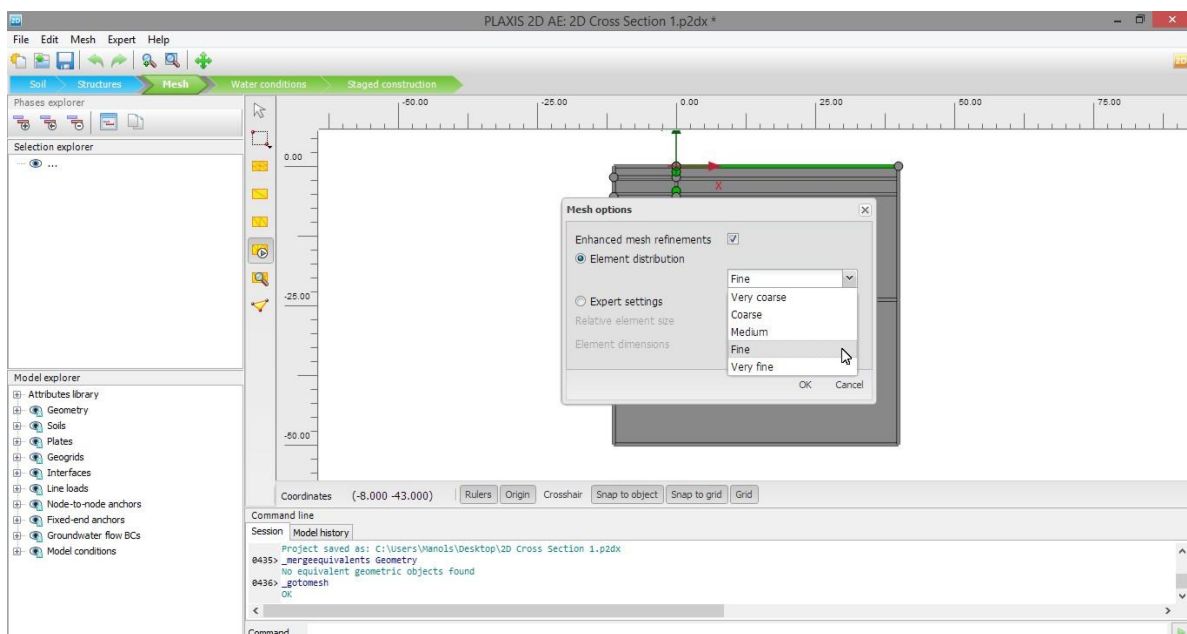 2D
PLAXIS 2D AE: 2D Cross Section 1.p2dx *
File Edit Mesh Expert Help
2D
Soil Structures Mesh Water conditions Staged construction
Phases explorer
Selection explorer
...
-50.00 -25.00 0.00 25.00 50.00 75.00
0.00
x
Mesh options
Enhanced mesh refinements
Element distribution
Fine
-25.00
Expert settings
Very coarse
Relative element size
Coarse
Medium
Element dimensions
Fine
Very fine
OK Cancel
-50.00
Model explorer
Attributes library
Geometry
Soils
Plates
Geogrids
Interfaces
Line loads
Node-to-node anchors
Fixed-end anchors
Groundwater flow BCs
Model conditions
Coordinates (-8.000 -43.000) Rulers Origin Crosshair Snap to object Snap to grid Grid
Command line
Session Model history
Project saved as: C:\Users\Manols\Desktop\2D Cross Section 1.p2dx
0435> _mergeequivalents Geometry
No equivalent geometric objects found
0436> _gotomesh
OK
Command